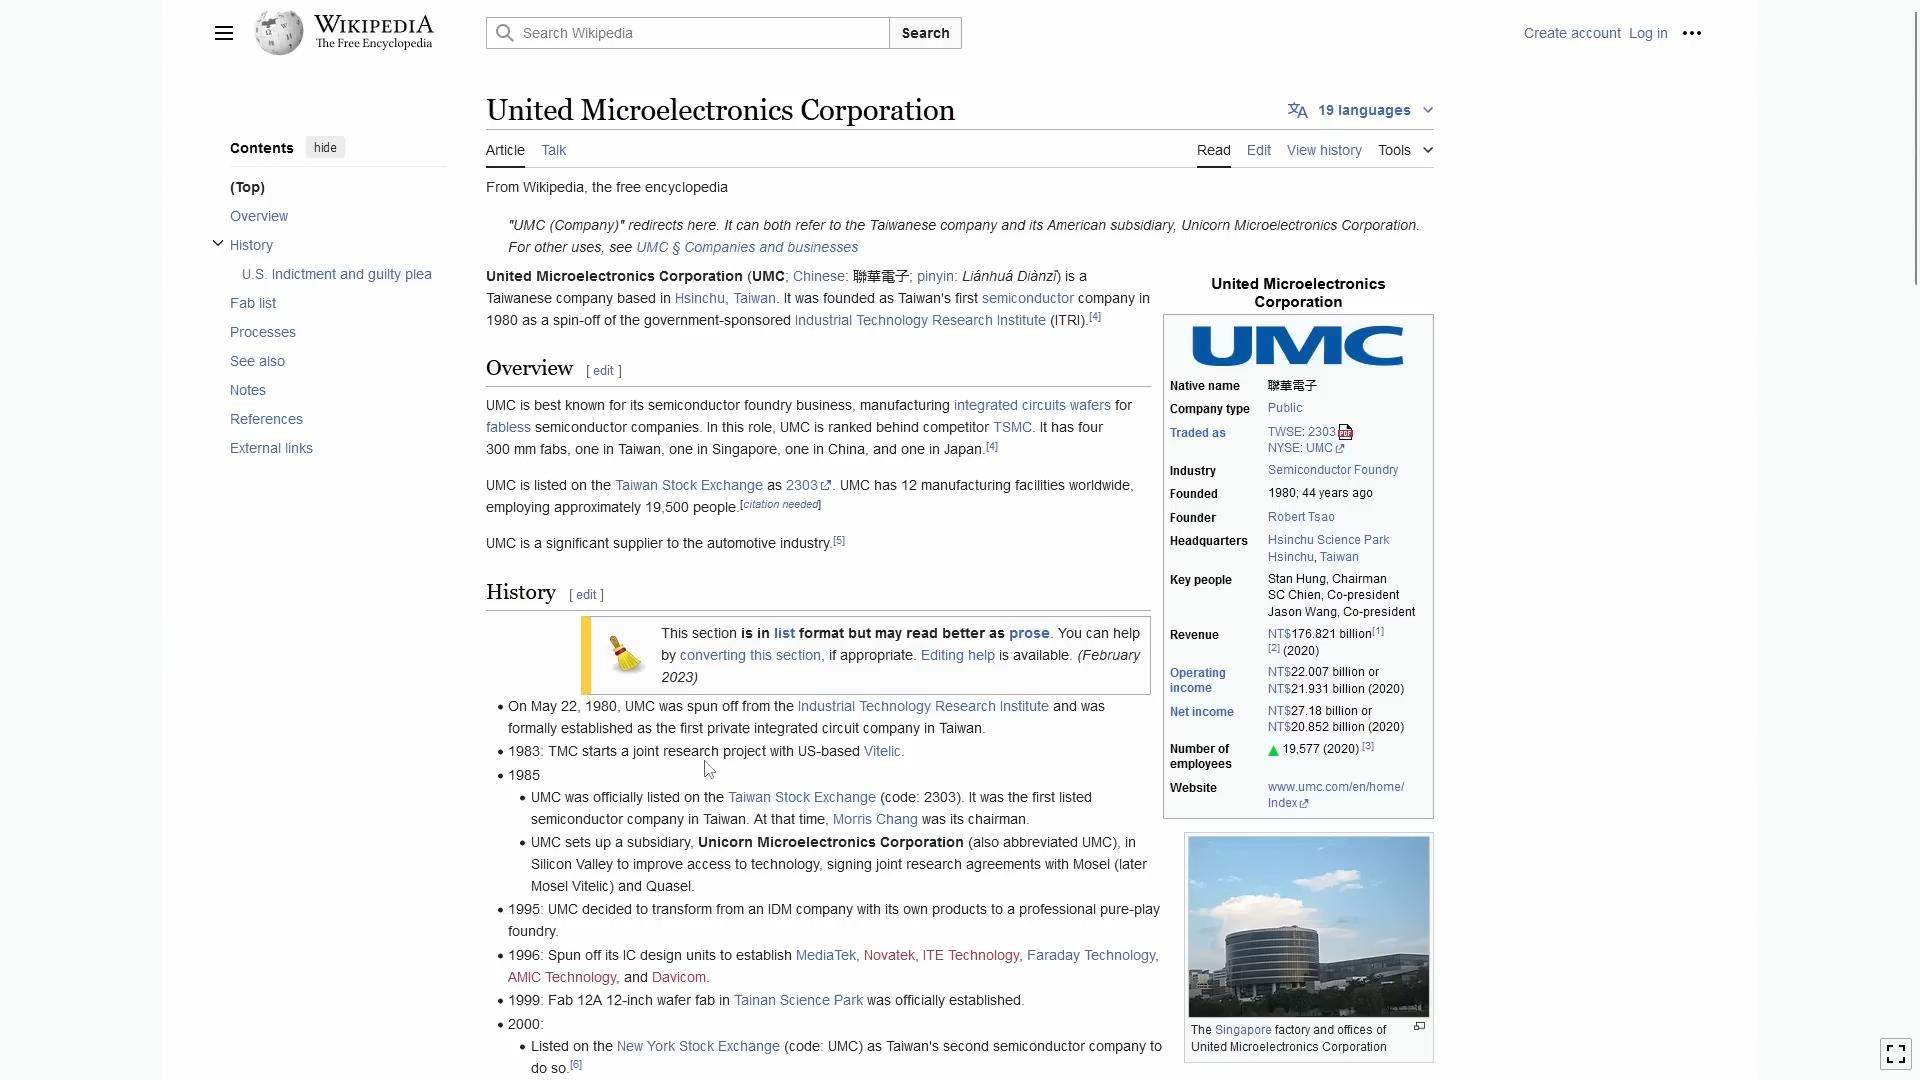 WIKIPEDIA
The Free Encyclopedia
Search Wikipedia
Search
Create account Log in
United Microelectronics Corporation
19 languages
Article Talk
Read Edit View history Tools
Contents hide
(Top)
Overview
History
U.S. Indictment and guilty plea
Fab list
Processes
See also
Notes
References
External links
From Wikipedia, the free encyclopedia
"UMC (Company)" redirects here. It can both refer to the Taiwanese company and its American subsidiary, Unicorn Microelectronics Corporation.
For other uses, see UMC § Companies and businesses
United Microelectronics Corporation (UMC; Chinese: 聯華電子; pinyin: Liánhuá Diànzǐ) is a
Taiwanese company based in Hsinchu, Taiwan. It was founded as Taiwan's first semiconductor company in
1980 as a spin-off of the government-sponsored Industrial Technology Research Institute (ITRI).[4]
Overview [ edit ]
UMC is best known for its semiconductor foundry business, manufacturing integrated circuits wafers for
fabless semiconductor companies. In this role, UMC is ranked behind competitor TSMC. It has four
300 mm fabs, one in Taiwan, one in Singapore, one in China, and one in Japan.[4]
UMC is listed on the Taiwan Stock Exchange as 2303. UMC has 12 manufacturing facilities worldwide,
employing approximately 19,500 people.[citation needed]
UMC is a significant supplier to the automotive industry.[5]
History [ edit ]
This section is in list format but may read better as prose. You can help
by converting this section, if appropriate. Editing help is available. (February
2023)
• On May 22, 1980, UMC was spun off from the Industrial Technology Research Institute and was
formally established as the first private integrated circuit company in Taiwan.
• 1983: TMC starts a joint research project with US-based Vitelic.
• 1985
• UMC was officially listed on the Taiwan Stock Exchange (code: 2303). It was the first listed
semiconductor company in Taiwan. At that time, Morris Chang was its chairman.
• UMC sets up a subsidiary, Unicorn Microelectronics Corporation (also abbreviated UMC), in
Silicon Valley to improve access to technology, signing joint research agreements with Mosel (later
Mosel Vitelic) and Quasel.
• 1995: UMC decided to transform from an IDM company with its own products to a professional pure-play
foundry.
• 1996: Spun off its IC design units to establish MediaTek, Novatek, ITE Technology, Faraday Technology,
AMIC Technology, and Davicom.
• 1999: Fab 12A 12-inch wafer fab in Tainan Science Park was officially established.
• 2000:
• Listed on the New York Stock Exchange (code: UMC) as Taiwan's second semiconductor company to
do so.[6]
United Microelectronics
Corporation
UMC
Native name 聯華電子
Company type Public
Traded as TWSE: 2303
NYSE: UMC
Industry Semiconductor Foundry
Founded 1980; 44 years ago
Founder Robert Tsao
Headquarters Hsinchu Science Park
Hsinchu, Taiwan
Key people Stan Hung, Chairman
SC Chien, Co-president
Jason Wang, Co-president
Revenue NT$176.821 billion[1]
[2] (2020)
Operating NT$22.007 billion or
income NT$21.931 billion (2020)
Net income NT$27.18 billion or
NT$20.852 billion (2020)
Number of 19,577 (2020) [3]
employees
Website www.umc.com/en/home/
Index
The Singapore factory and offices of
United Microelectronics Corporation